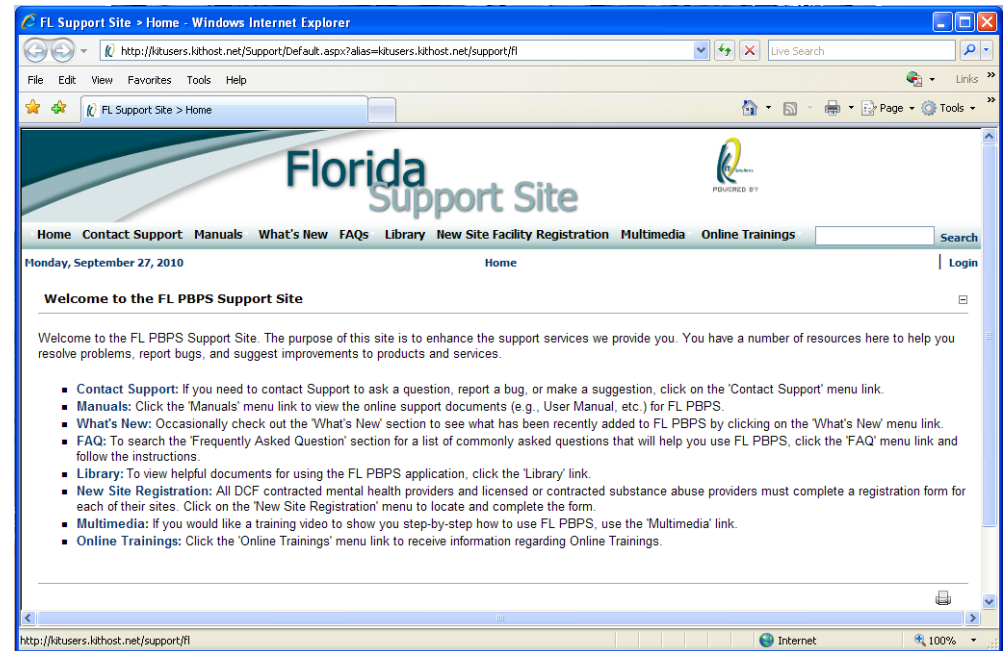 FL Support Site > Home - Windows Internet Explorer
http://kitusers.kithost.net/Support/Default.aspx?alias=kitusers.kithost.net/support/fl
Live Search
File Edit View Favorites Tools Help
Links »
FL Support Site > Home
Page Tools »
Florida
Support Site
POWERED BY
Home Contact Support Manuals What's New FAQs Library New Site Facility Registration Multimedia Online Trainings Search
Monday, September 27, 2010 Home | Login
Welcome to the FL PBPS Support Site
Welcome to the FL PBPS Support Site. The purpose of this site is to enhance the support services we provide you. You have a number of resources here to help you
resolve problems, report bugs, and suggest improvements to products and services.
▪ Contact Support: If you need to contact Support to ask a question, report a bug, or make a suggestion, click on the 'Contact Support' menu link.
▪ Manuals: Click the 'Manuals' menu link to view the online support documents (e.g., User Manual, etc.) for FL PBPS.
▪ What's New: Occasionally check out the 'What's New' section to see what has been recently added to FL PBPS by clicking on the 'What's New' menu link.
▪ FAQ: To search the 'Frequently Asked Question' section for a list of commonly asked questions that will help you use FL PBPS, click the 'FAQ' menu link and
follow the instructions.
▪ Library: To view helpful documents for using the FL PBPS application, click the 'Library' link.
▪ New Site Registration: All DCF contracted mental health providers and licensed or contracted substance abuse providers must complete a registration form for
each of their sites. Click on the 'New Site Registration' menu to locate and complete the form.
▪ Multimedia: If you would like a training video to show you step-by-step how to use FL PBPS, use the 'Multimedia' link.
▪ Online Trainings: Click the 'Online Trainings' menu link to receive information regarding Online Trainings.
http://kitusers.kithost.net/support/fl
Internet
100%